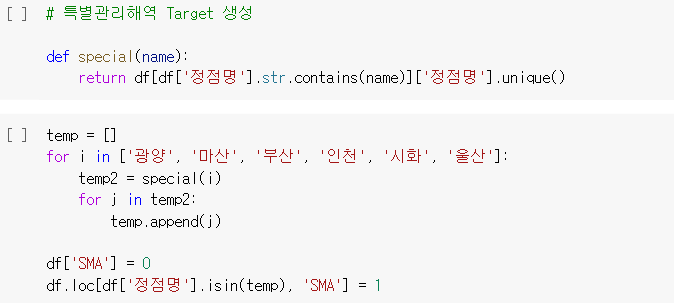 [ ] # 특별관리해역 Target 생성
def special(name):
    return df[df['정점명'].str.contains(name)]['정점명'].unique()
[ ] temp = []
for i in ['광양', '마산', '부산', '인천', '시화', '울산']:
    temp2 = special(i)
    for j in temp2:
        temp.append(j)
df['SMA'] = 0
df.loc[df['정점명'].isin(temp), 'SMA'] = 1